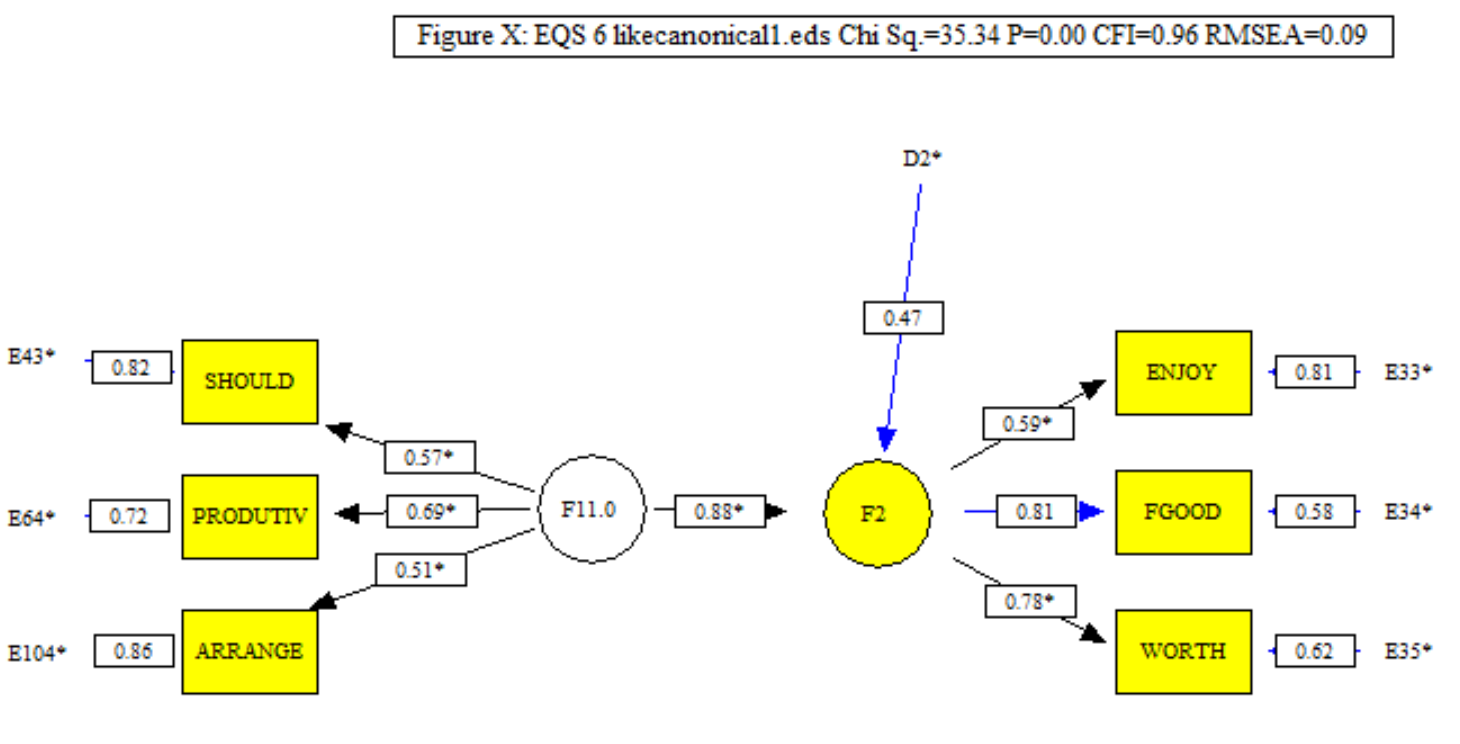 Figure X: EQS 6 likecanonical1.eds Chi Sq.=35.34 P=0.00 CFI=0.96 RMSEA=0.09
D2*
0.47
E43*
0.82
SHOULD
0.57*
E64*
0.72
PRODUTIV
0.69*
E104*
0.86
ARRANGE
0.51*
F11.0
0.88*
F2
0.59*
ENJOY
0.81
E33*
0.81
FGOOD
0.58
E34*
0.78*
WORTH
0.62
E35*